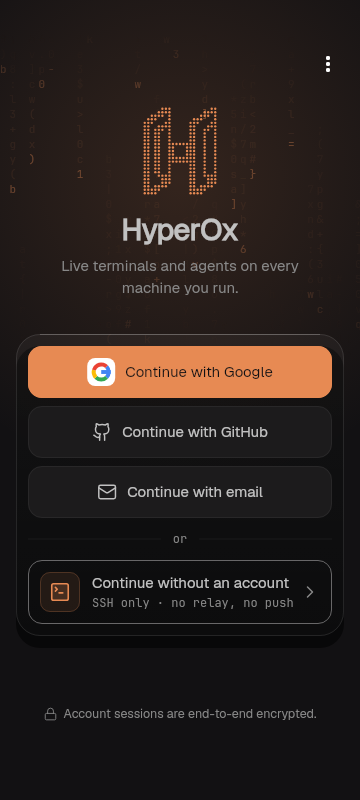 HyperOx
Live terminals and agents on every
machine you run.
Continue with Google
Continue with GitHub
Continue with email
or
Continue without an account
SSH only · no relay, no push
Account sessions are end-to-end encrypted.